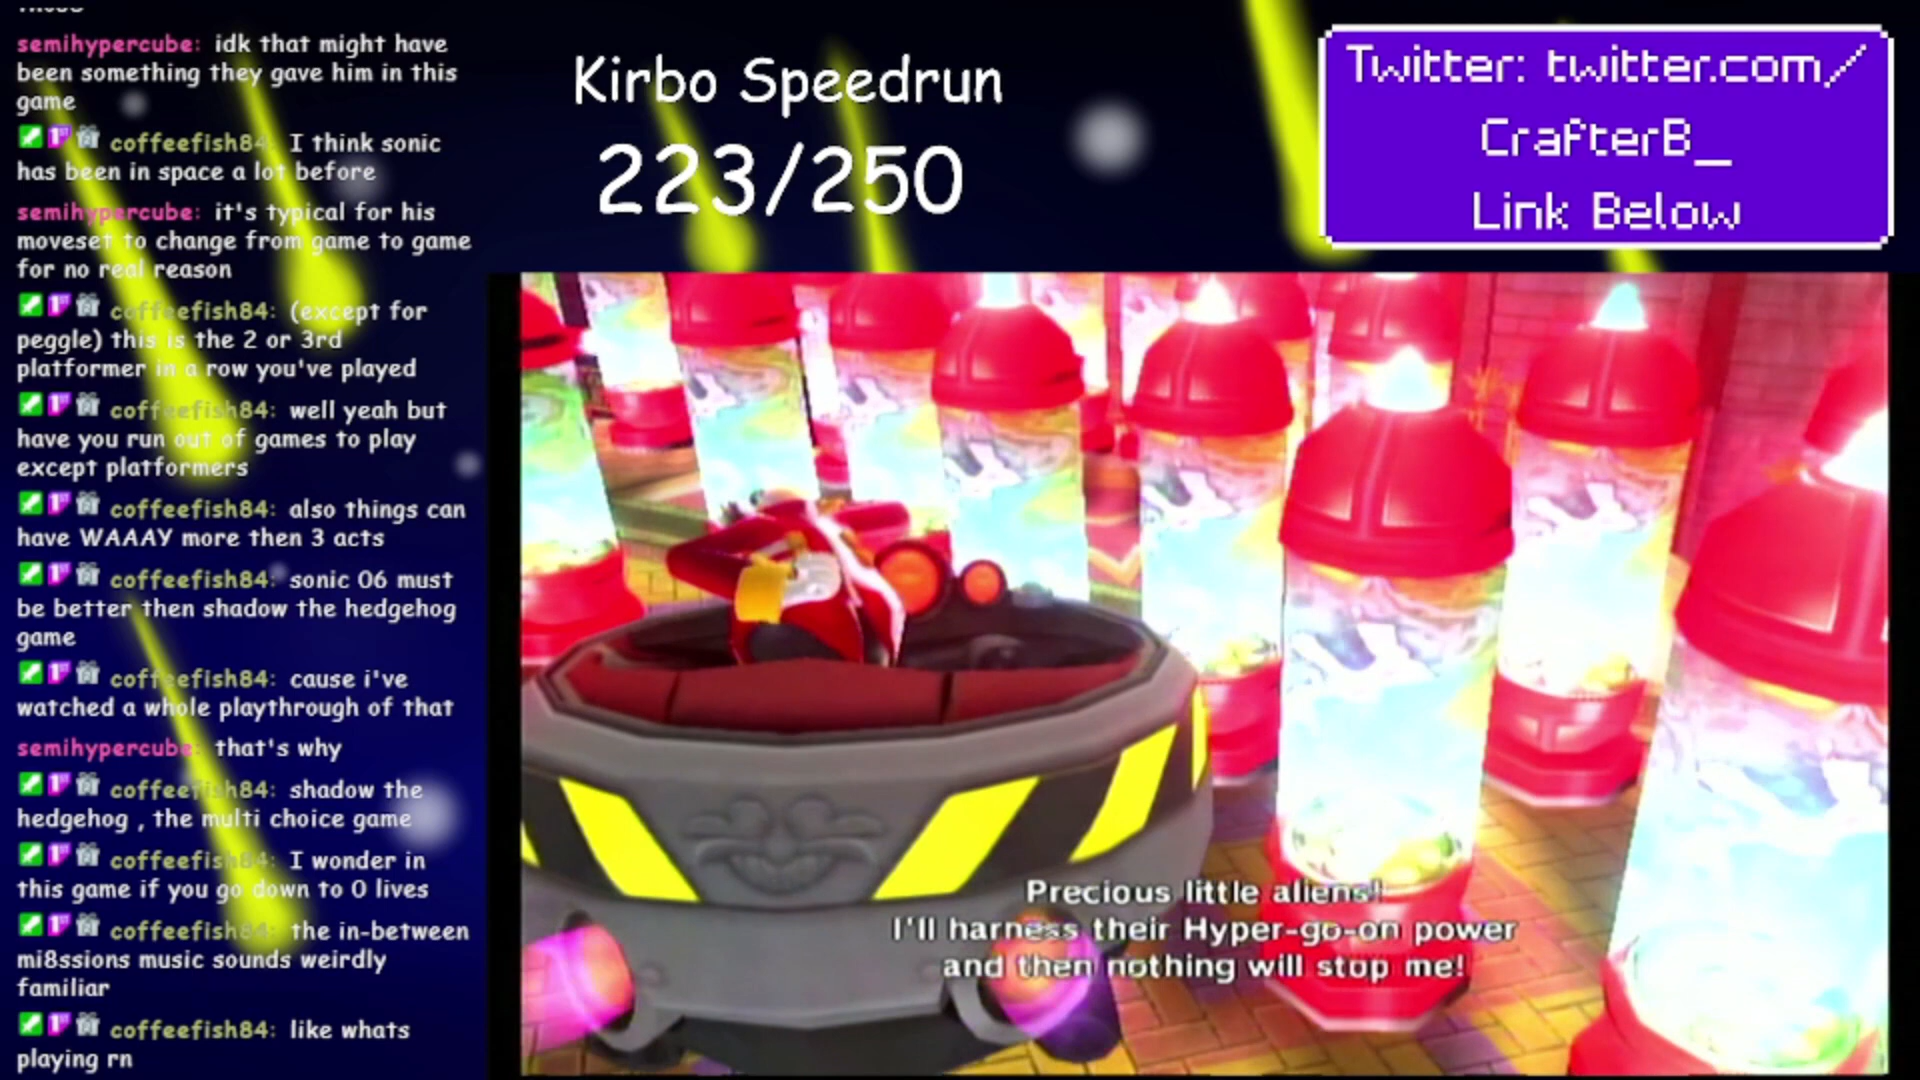 semihypercube: idk that might have
been something they gave him in this
game
coffeefish84: I think sonic
has been in space a lot before
semihypercube: it's typical for his
moveset to change from game to game
for no real reason
coffeefish84: (except for
peggle) this is the 2 or 3rd
platformer in a row you've played
coffeefish84: well yeah but
have you run out of games to play
except platformers
coffeefish84: also things can
have WAAAY more then 3 acts
coffeefish84: sonic 06 must
be better then shadow the hedgehog
game
coffeefish84: cause i've
watched a whole playthrough of that
semihypercube: that's why
coffeefish84: shadow the
hedgehog , the multi choice game
coffeefish84: I wonder in
this game if you go down to 0 lives
coffeefish84: the in-between
mi8ssions music sounds weirdly
familiar
coffeefish84: like whats
playing rn
Kirbo Speedrun
223/250
Twitter: twitter.com/
CrafterB_
Link Below
Precious little aliens!
I'll harness their Hyper-go-on power
and then nothing will stop me!